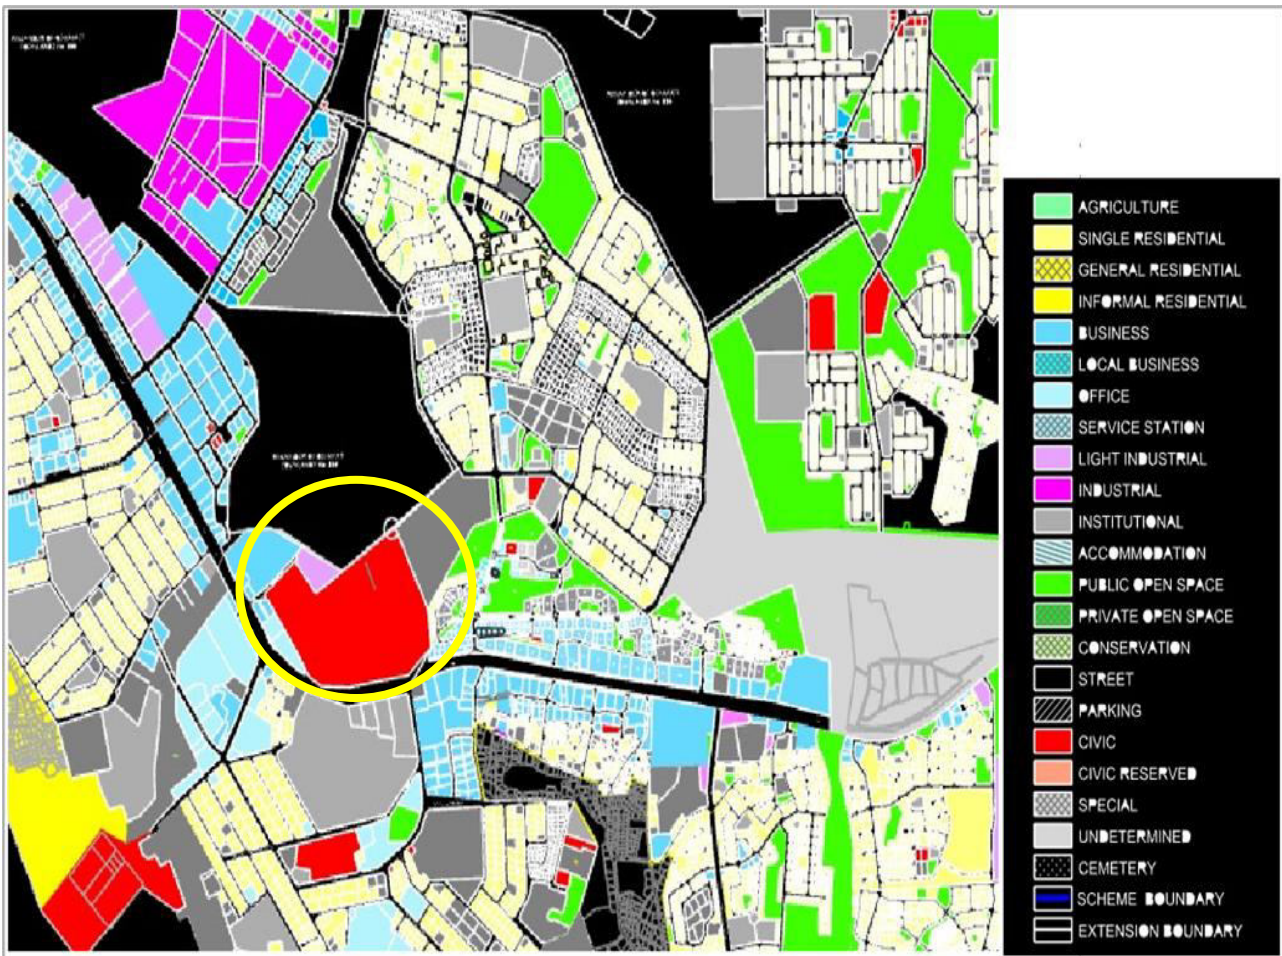 AGRICULTURE
SINGLE RESIDENTIAL
GENERAL RESIDENTIAL
INFORMAL RESIDENTIAL
BUSINESS
LOCAL BUSINESS
OFFICE
SERVICE STATION
LIGHT INDUSTRIAL
INDUSTRIAL
INSTITUTIONAL
ACCOMMODATION
PUBLIC OPEN SPACE
PRIVATE OPEN SPACE
CONSERVATION
STREET
PARKING
CIVIC
CIVIC RESERVED
SPECIAL
UNDETERMINED
CEMETERY
SCHEME BOUNDARY
EXTENSION BOUNDARY